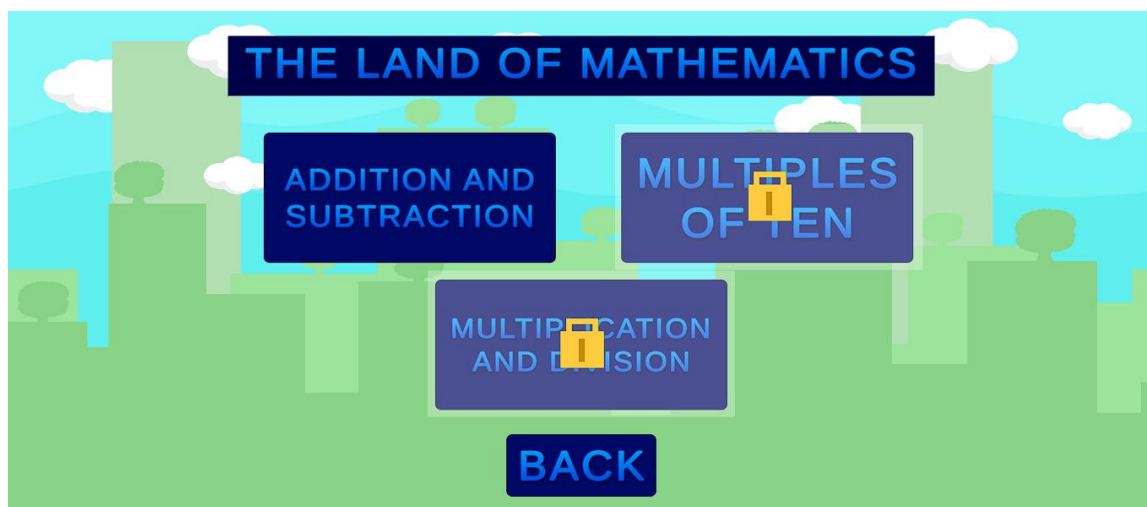 THE LAND OF MATHEMATICS
ADDITION AND
SUBTRACTION
MULTIPLES
OF TEN
MULTIPLICATION
AND DIVISION
BACK